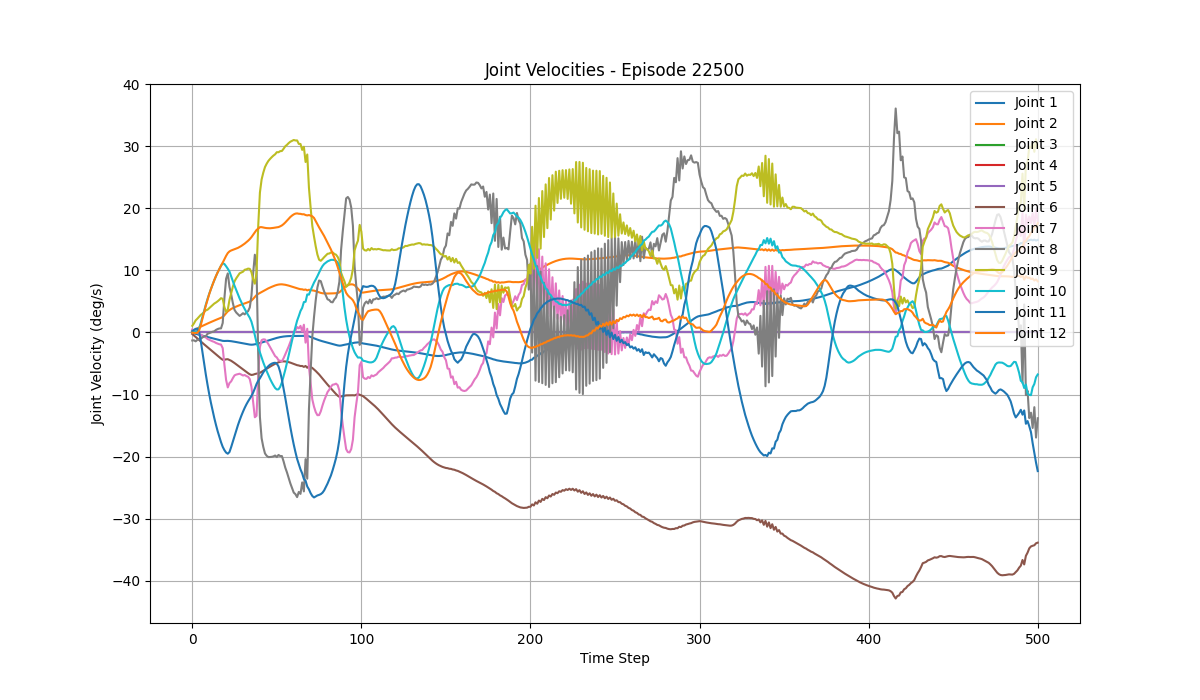 Joint Velocities - Episode 22500
40
30
20
10
0
−10
−20
−30
−40
Joint Velocity (deg/s)
0
100
200
300
400
500
Time Step
Joint 1
Joint 2
Joint 3
Joint 4
Joint 5
Joint 6
Joint 7
Joint 8
Joint 9
Joint 10
Joint 11
Joint 12